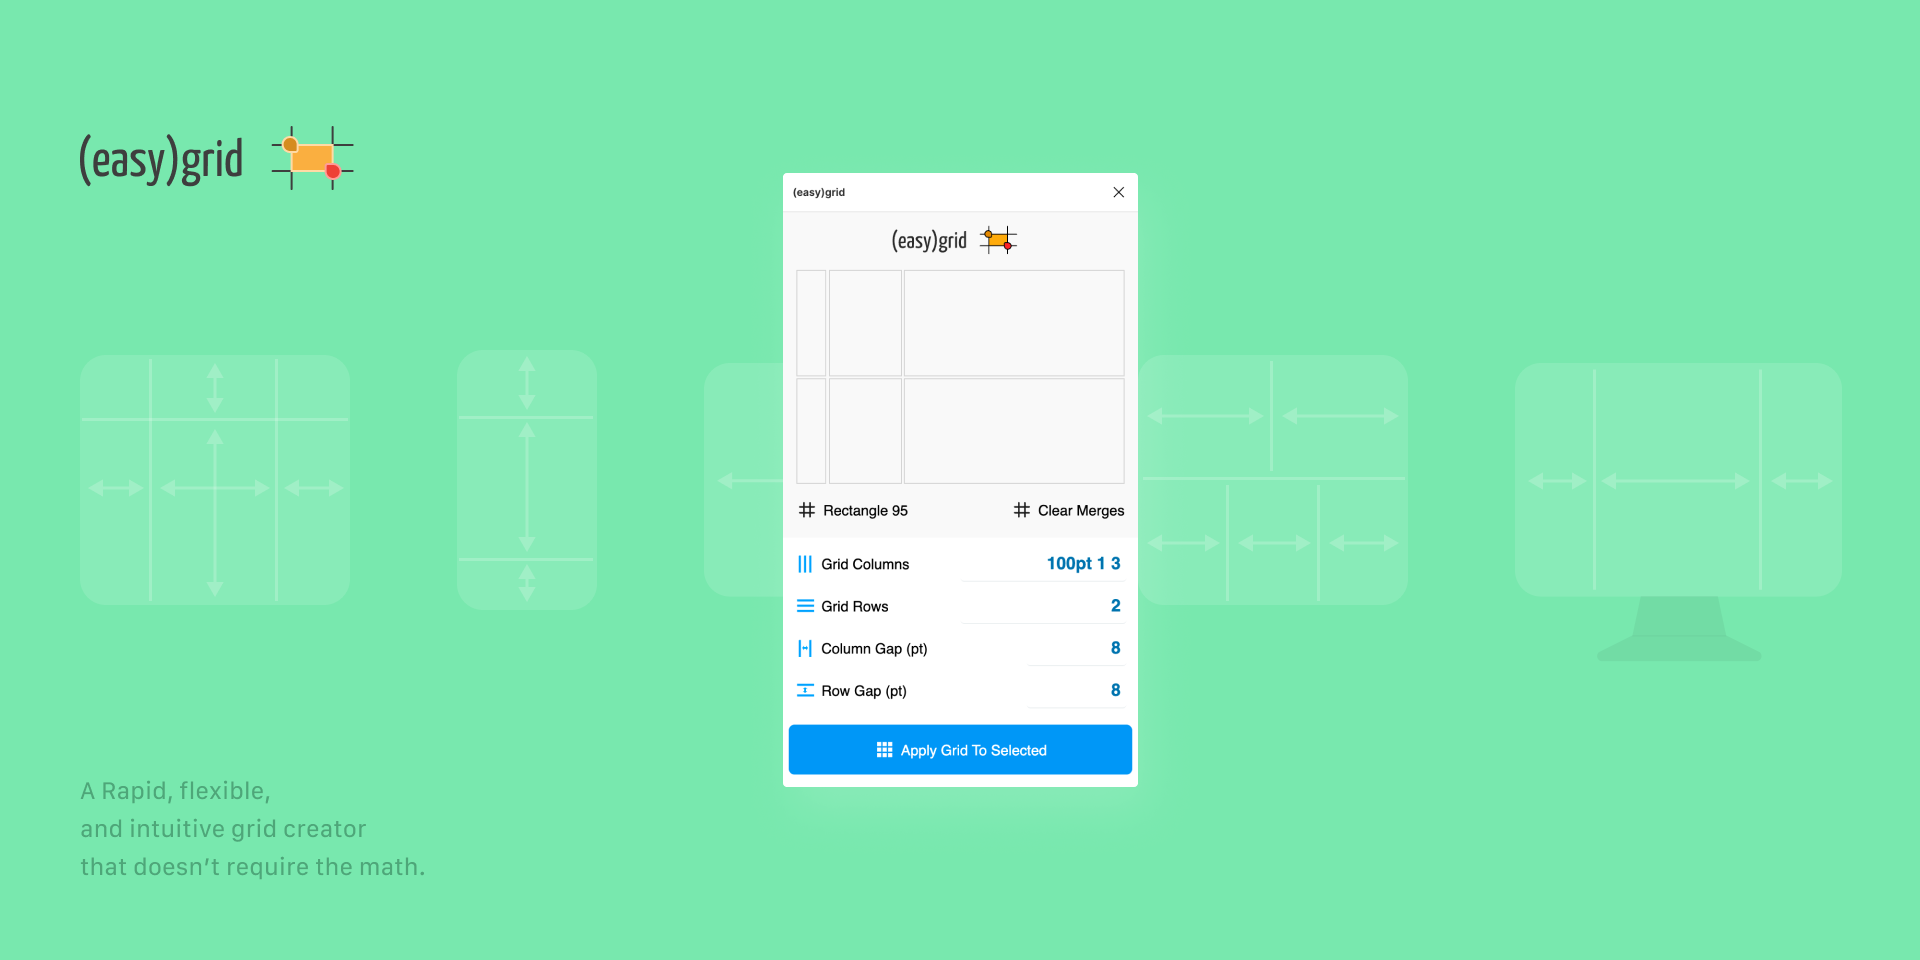 (easy)grid
(easy)grid
(easy)grid
Rectangle 95
Clear Merges
Grid Columns
100pt 1 3
Grid Rows
2
Column Gap (pt)
8
Row Gap (pt)
8
Apply Grid To Selected
A Rapid, flexible,
and intuitive grid creator
that doesn’t require the math.